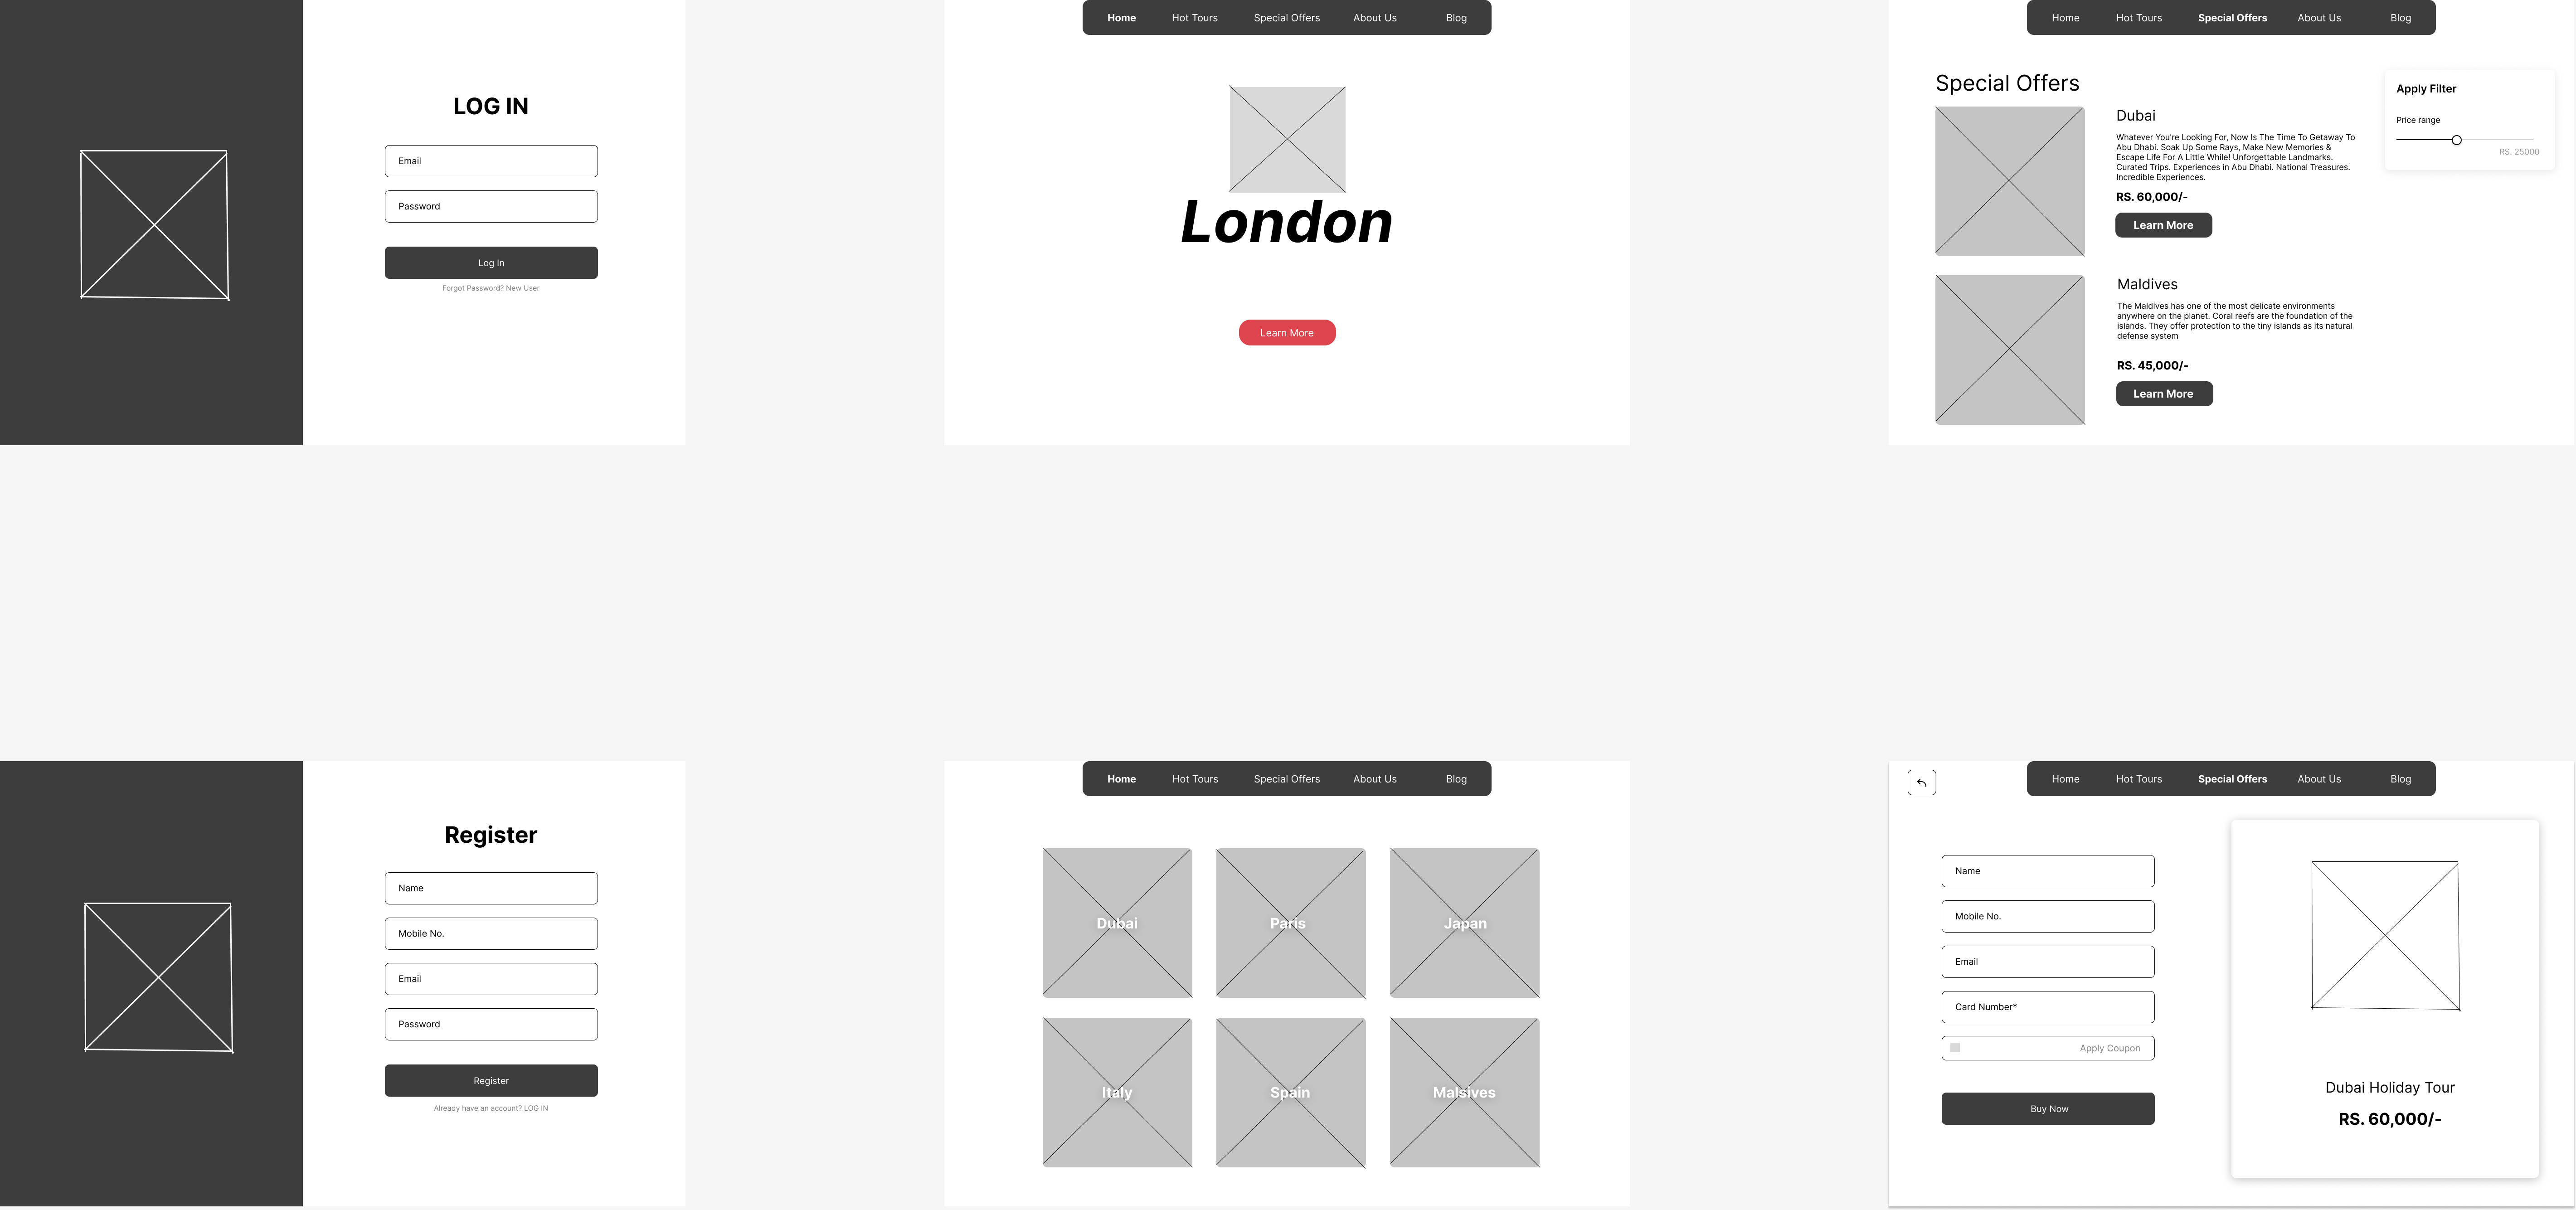 LOG IN
Email
Password
Log In
Forgot Password? New User
Home Hot Tours Special Offers About Us Blog
London
Learn More
Home Hot Tours Special Offers About Us Blog
Special Offers
Dubai
Whatever You're Looking For, Now Is The Time To Getaway To
Abu Dhabi. Soak Up Some Rays, Make New Memories &
Escape Life For A Little While! Unforgettable Landmarks.
Curated Trips. Experiences in Abu Dhabi. National Treasures.
Incredible Experiences.
RS. 60,000/-
Learn More
Maldives
The Maldives has one of the most delicate environments
anywhere on the planet. Coral reefs are the foundation of the
islands. They offer protection to the tiny islands as its natural
defense system
RS. 45,000/-
Learn More
Apply Filter
Price range
RS. 25000
Register
Name
Mobile No.
Email
Password
Register
Already have an account? LOG IN
Home Hot Tours Special Offers About Us Blog
Dubai Paris Japan
Italy Spain Malsives
Home Hot Tours Special Offers About Us Blog
Name
Mobile No.
Email
Card Number*
Apply Coupon
Buy Now
Dubai Holiday Tour
RS. 60,000/-